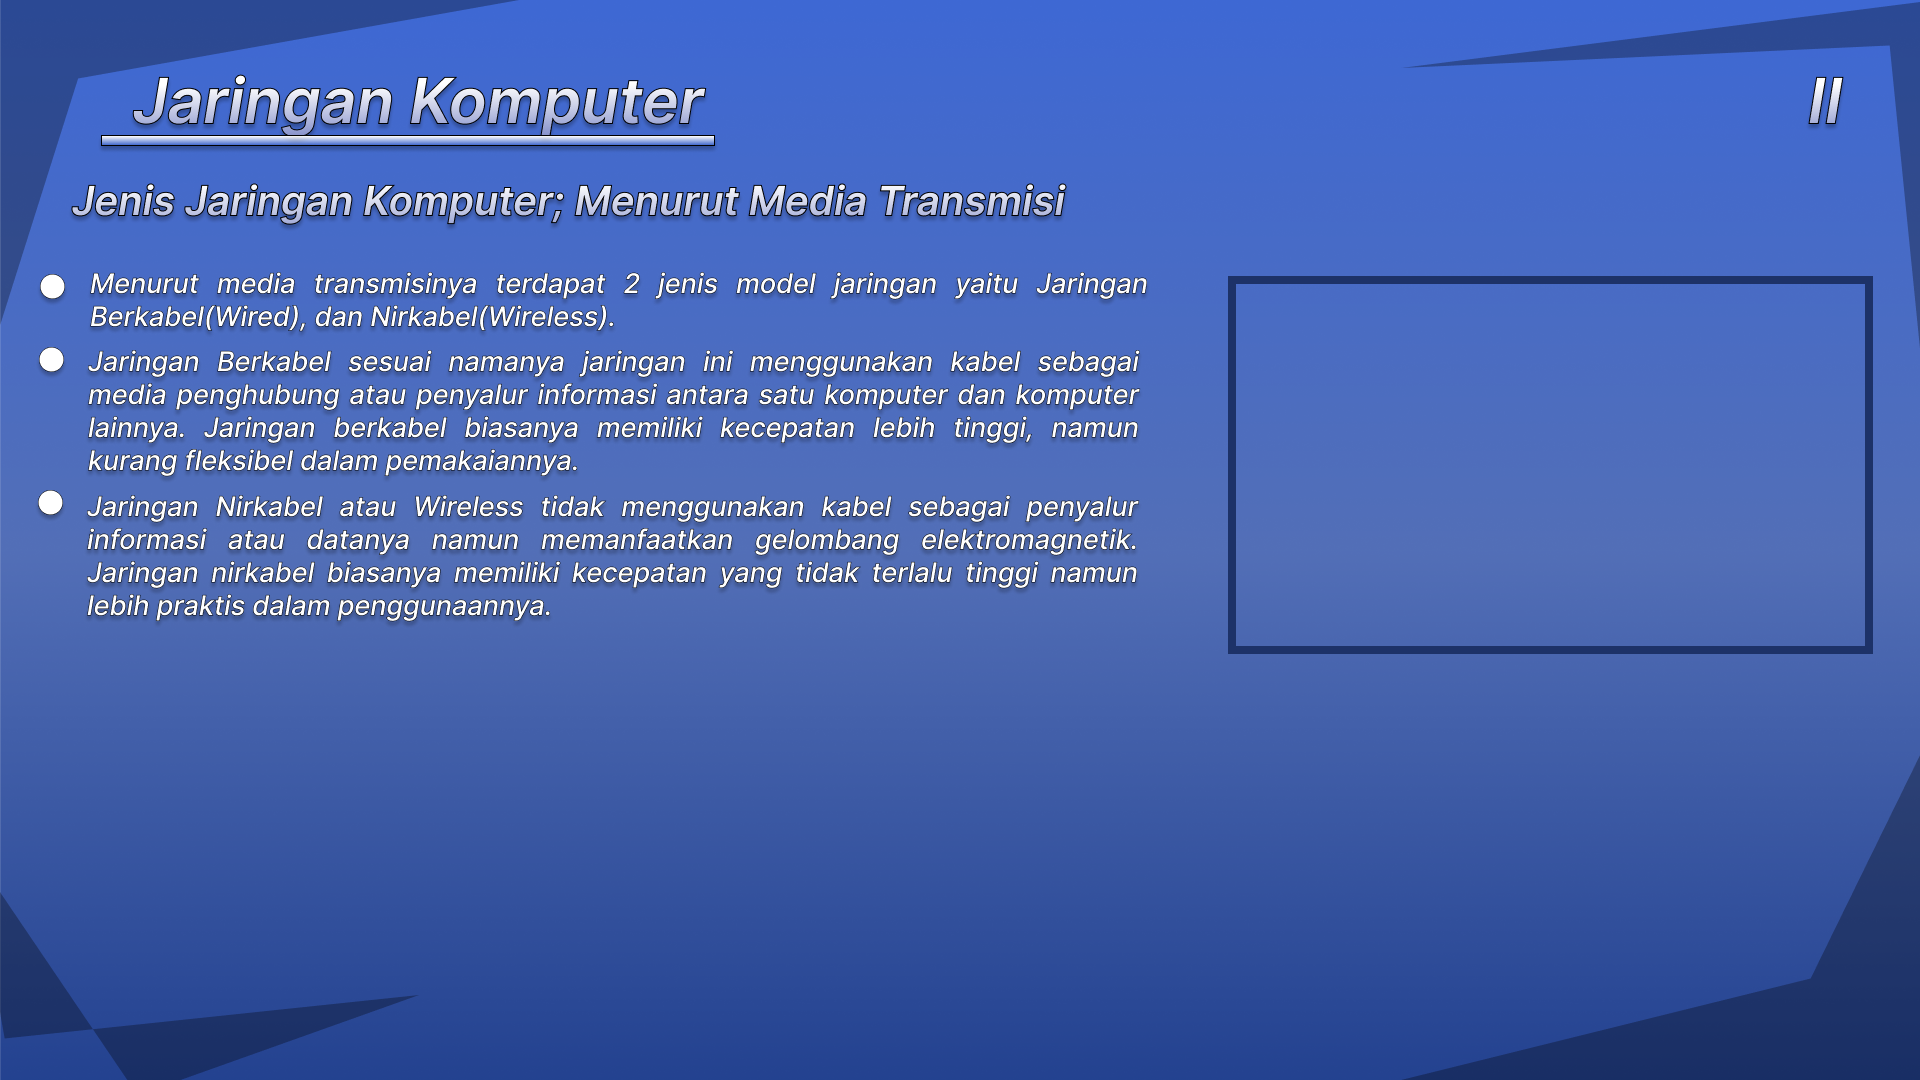 Jaringan Komputer
II
Jenis Jaringan Komputer; Menurut Media Transmisi
Menurut media transmisinya terdapat 2 jenis model jaringan yaitu Jaringan
Berkabel(Wired), dan Nirkabel(Wireless).
Jaringan Berkabel sesuai namanya jaringan ini menggunakan kabel sebagai
media penghubung atau penyalur informasi antara satu komputer dan komputer
lainnya. Jaringan berkabel biasanya memiliki kecepatan lebih tinggi, namun
kurang fleksibel dalam pemakaiannya.
Jaringan Nirkabel atau Wireless tidak menggunakan kabel sebagai penyalur
informasi atau datanya namun memanfaatkan gelombang elektromagnetik.
Jaringan nirkabel biasanya memiliki kecepatan yang tidak terlalu tinggi namun
lebih praktis dalam penggunaannya.